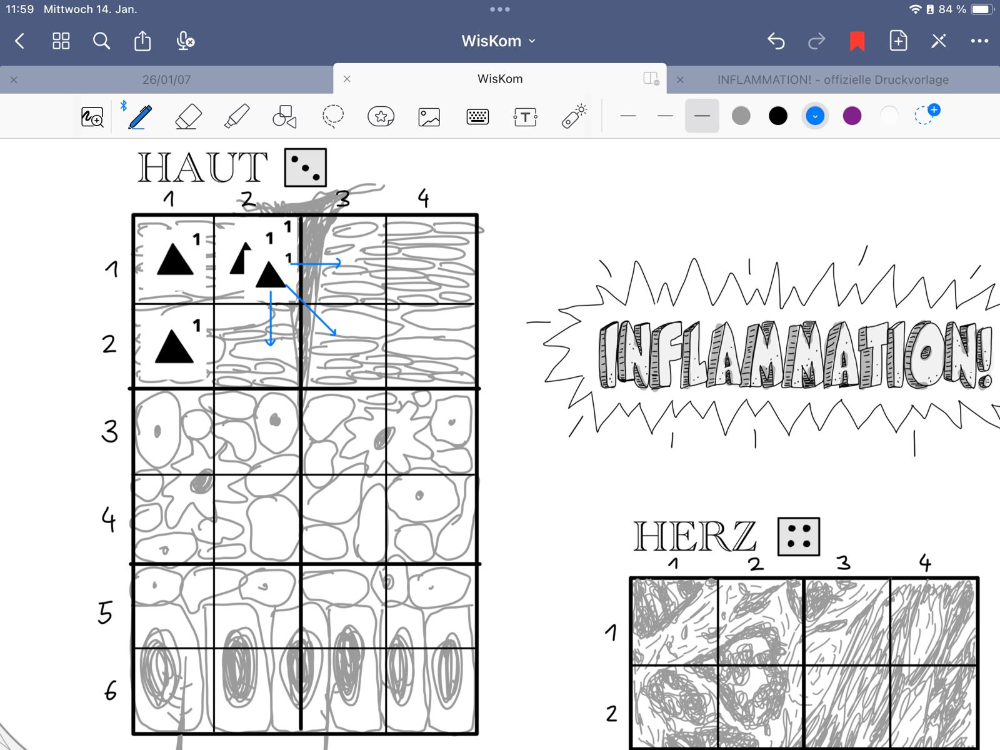 11:59 Mittwoch 14. Jan.
84 %
WisKom
26/01/07
WisKom
INFLAMMATION! - offizielle Druckvorlage
T
HAUT
1 2 3 4
1
1
1
1
1
1
2
1
3
4
5
6
INFLAMMATION!
HERZ
1 2 3 4
1
2